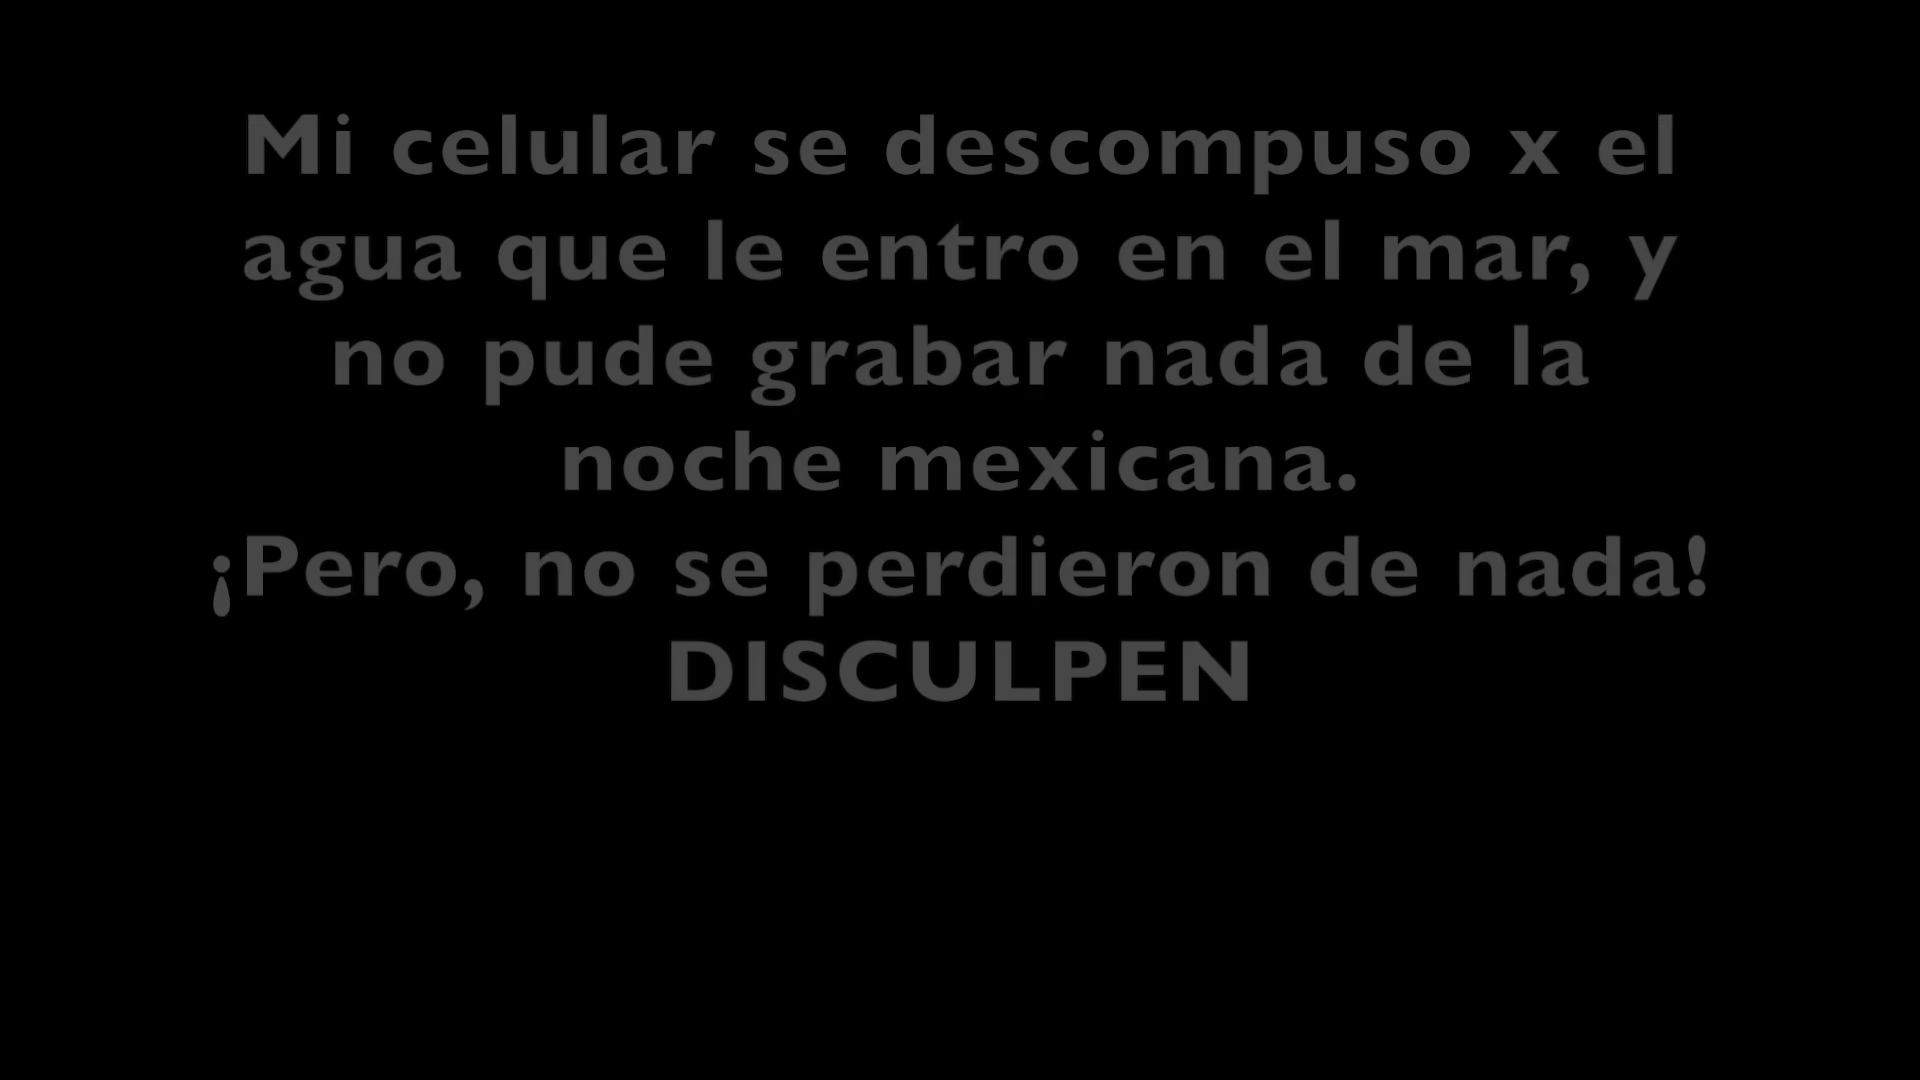 Mi celular se descompuso x el
agua que le entro en el mar, y
no pude grabar nada de la
noche mexicana.
¡Pero, no se perdieron de nada!
DISCULPEN